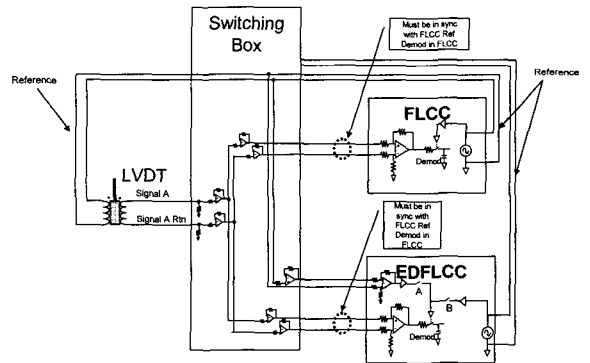 Switching
Box
Must be in sync
with FLCC Ref
Demod in FLCC
Reference
Reference
FLCC
Demod
LVDT
Signal A
Signal A Rtn
Must be in
sync with
FLCC Ref
Demod in
FLCC
EDFLCC
A
B
Demod